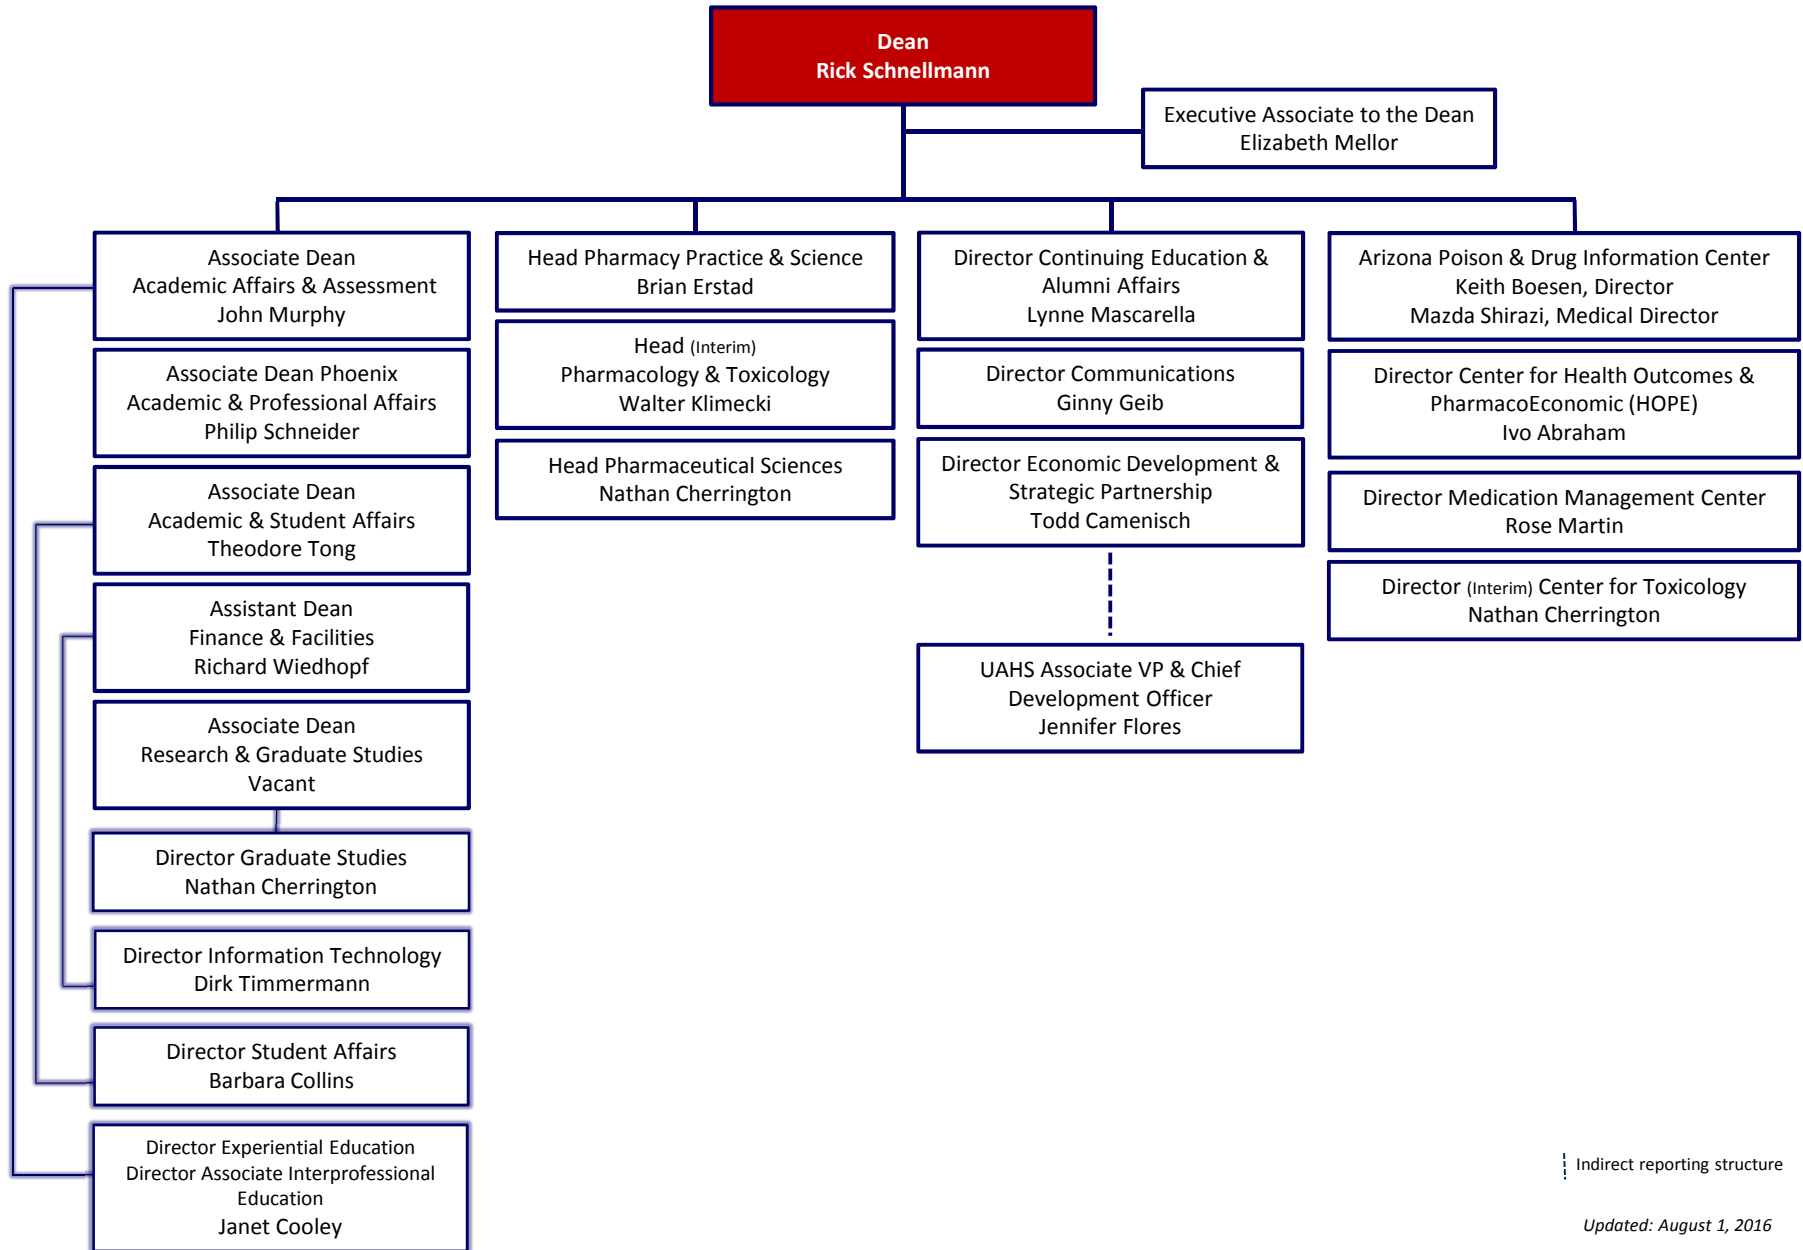 Dean
Rick Schnellmann
Executive Associate to the Dean
Elizabeth Mellor
Associate Dean
Academic Affairs & Assessment
John Murphy
Associate Dean Phoenix
Academic & Professional Affairs
Philip Schneider
Associate Dean
Academic & Student Affairs
Theodore Tong
Assistant Dean
Finance & Facilities
Richard Wiedhopf
Associate Dean
Research & Graduate Studies
Vacant
Director Graduate Studies
Nathan Cherrington
Director Information Technology
Dirk Timmermann
Director Student Affairs
Barbara Collins
Director Experiential Education
Director Associate Interprofessional
Education
Janet Cooley
Head Pharmacy Practice & Science
Brian Erstad
Head (Interim)
Pharmacology & Toxicology
Walter Klimecki
Head Pharmaceutical Sciences
Nathan Cherrington
Director Continuing Education &
Alumni Affairs
Lynne Mascarella
Director Communications
Ginny Geib
Director Economic Development &
Strategic Partnership
Todd Camenisch
UAHS Associate VP & Chief
Development Officer
Jennifer Flores
Arizona Poison & Drug Information Center
Keith Boesen, Director
Mazda Shirazi, Medical Director
Director Center for Health Outcomes &
PharmacoEconomic (HOPE)
Ivo Abraham
Director Medication Management Center
Rose Martin
Director (Interim) Center for Toxicology
Nathan Cherrington
Indirect reporting structure
Updated: August 1, 2016